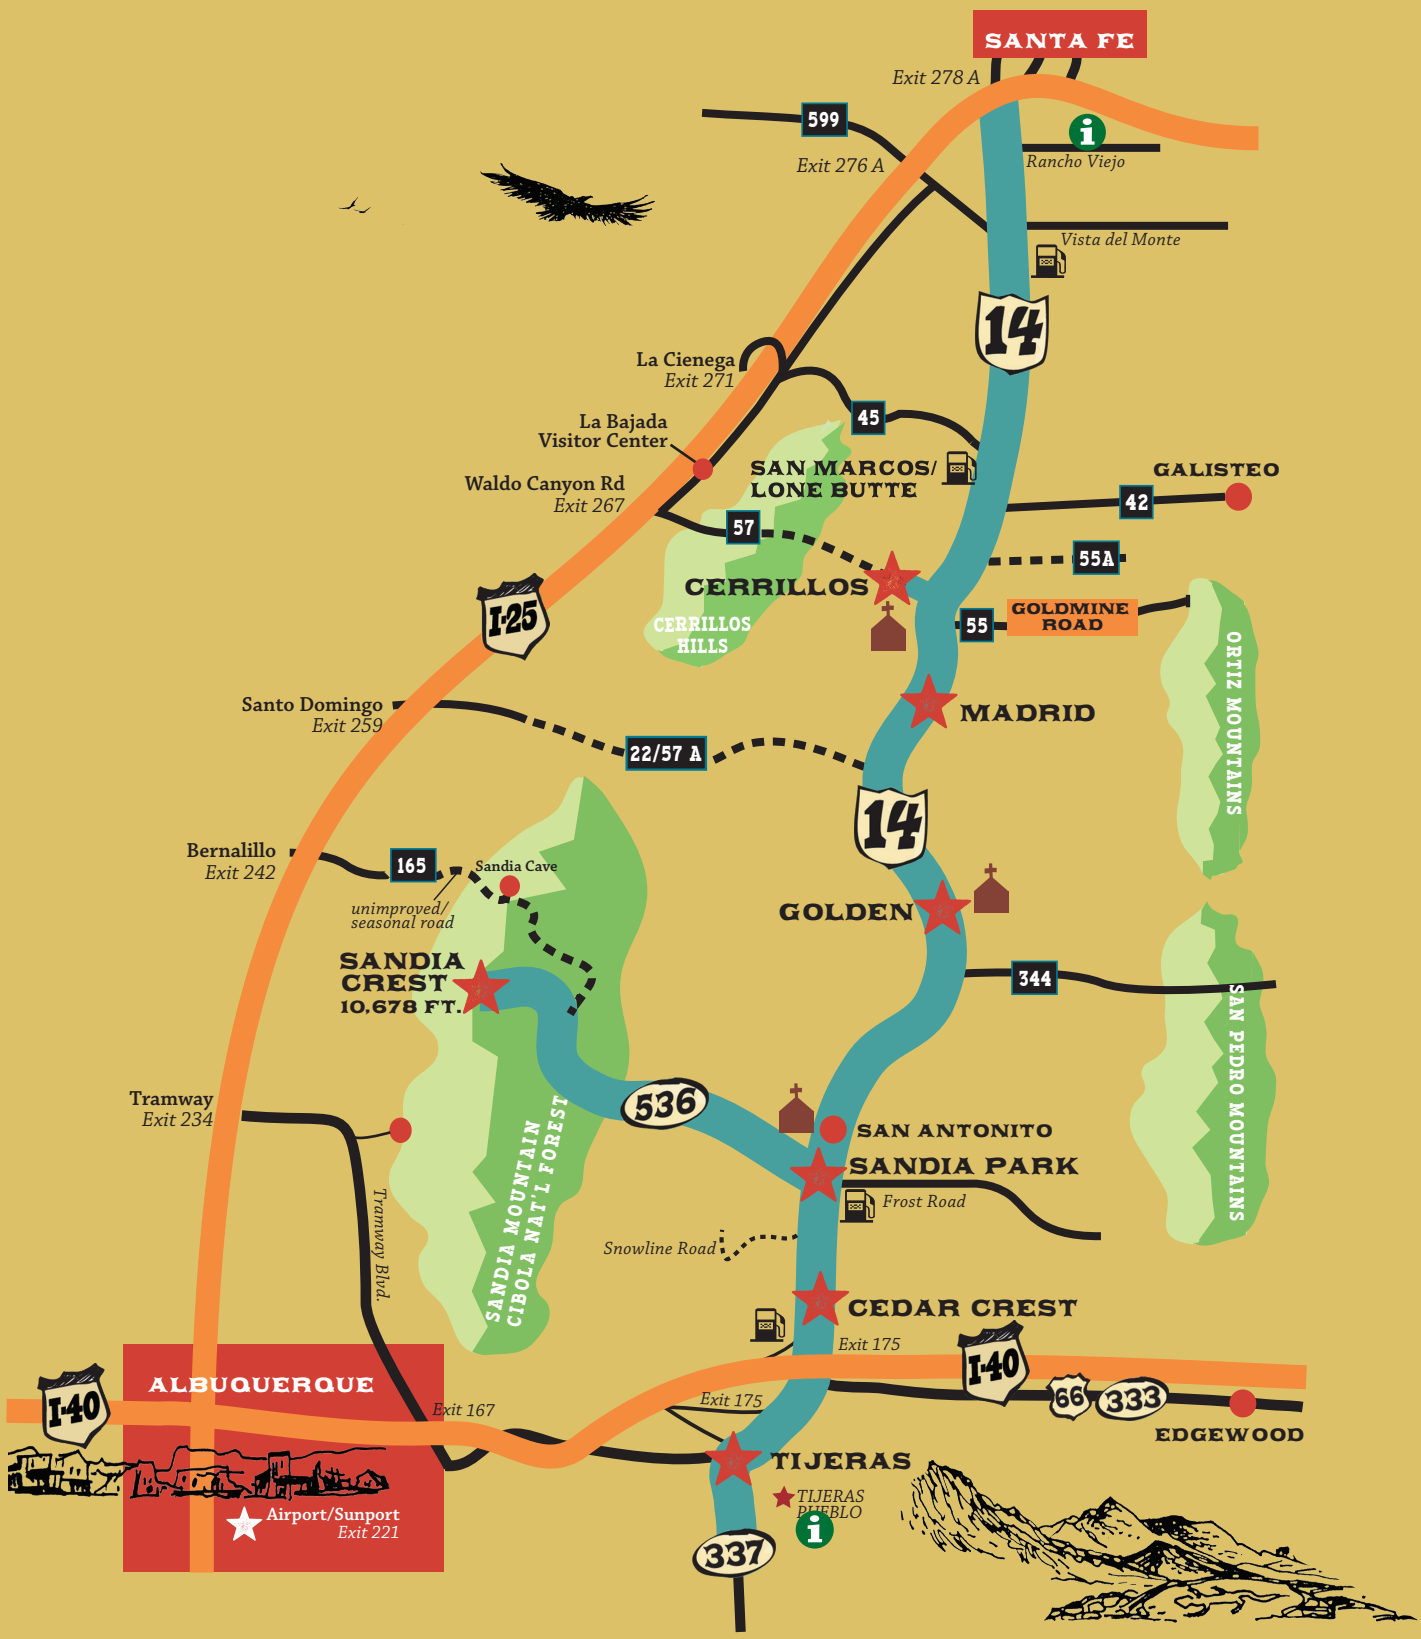 SANTA FE
Exit 278 A
599
Exit 276 A
Rancho Viejo
Vista del Monte
14
La Cienega
Exit 271
45
La Bajada
Visitor Center
SAN MARCOS/
LONE BUTTE
GALISTEO
Waldo Canyon Rd
Exit 267
42
57
55A
CERRILLOS
I-25
CERRILLOS
HILLS
55
GOLDMINE
ROAD
ORTIZ MOUNTAINS
Santo Domingo
Exit 259
MADRID
22/57 A
14
Bernalillo
Exit 242
165
Sandia Cave
unimproved/
seasonal road
GOLDEN
SANDIA
CREST
10,678 FT.
344
SAN PEDRO MOUNTAINS
Tramway
Exit 234
536
SAN ANTONITO
SANDIA PARK
Frost Road
Snowline Road
Tramway Blvd.
SANDIA MOUNTAIN
CIBOLA NAT'L FOREST
CEDAR CREST
Exit 175
I-40
66
333
EDGEWOOD
ALBUQUERQUE
I-40
Exit 167
Exit 175
TIJERAS
TIJERAS
PUEBLO
i
i
Airport/Sunport
Exit 221
337